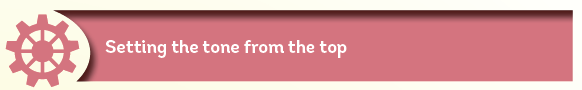 Setting the tone from the top